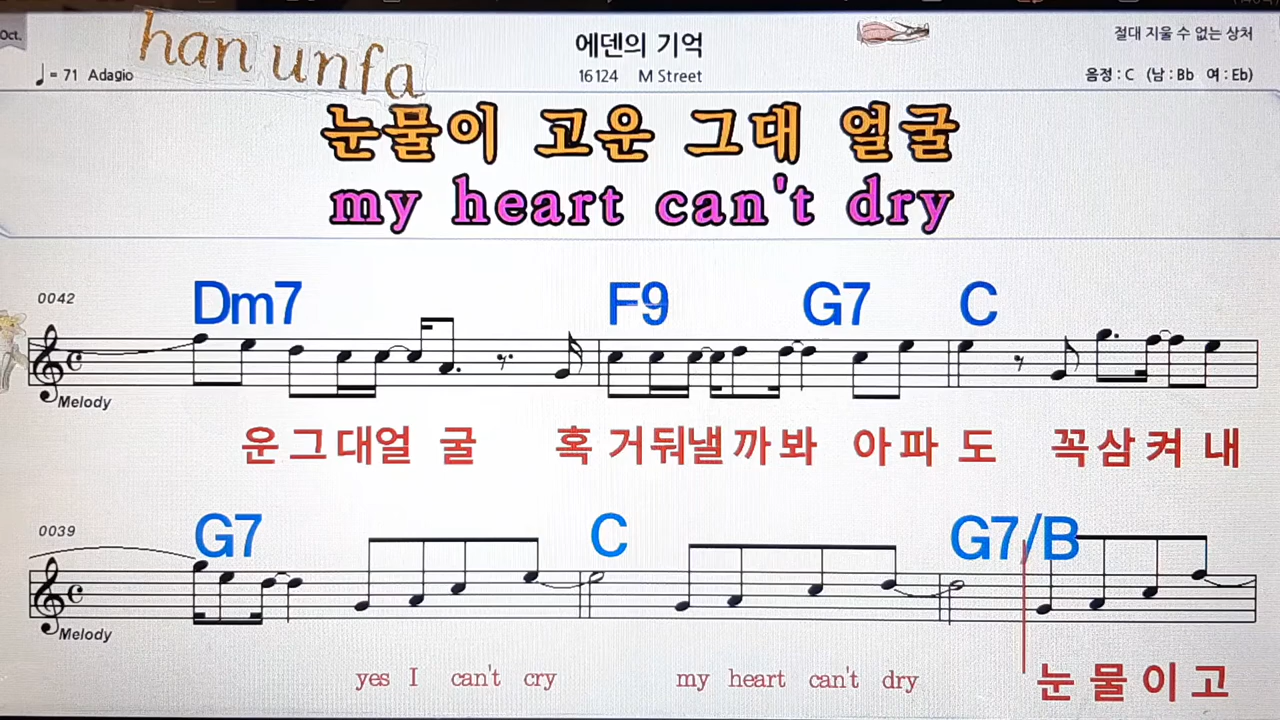 Oct.
han unfa
에덴의 기억
절대 지울 수 없는 상처
♩= 71 Adagio
16124 M Street
음정 : C (남 : Bb 여 : Eb)
눈물이 고운 그대 얼굴
my heart can't dry
0042
Dm7 F9 G7 C
Melody
운 그 대 얼 굴 혹 거 둬 낼 까 봐 아 파 도 꼭 삼 켜 내
0039
G7 C G7/B
Melody
yes I can't cry my heart can't dry 눈 물 이 고